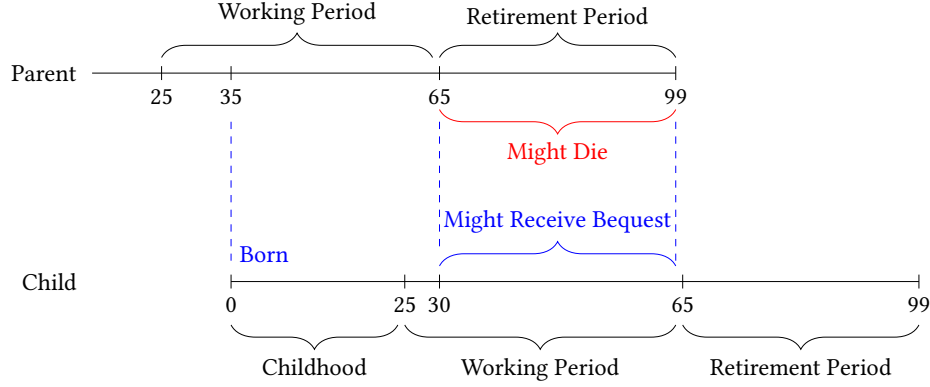 Working Period Retirement Period
Parent
25 35 65 99
Might Die
Might Receive Bequest
Born
Child
0 25 30 65 99
Childhood Working Period Retirement Period